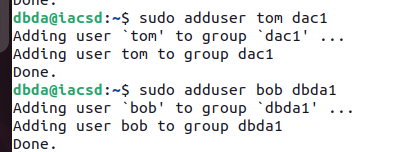 Done.
dbda@iacsd:~$ sudo adduser tom dac1
Adding user `tom' to group `dac1' ...
Adding user tom to group dac1
Done.
dbda@iacsd:~$ sudo adduser bob dbda1
Adding user `bob' to group `dbda1' ...
Adding user bob to group dbda1
Done.